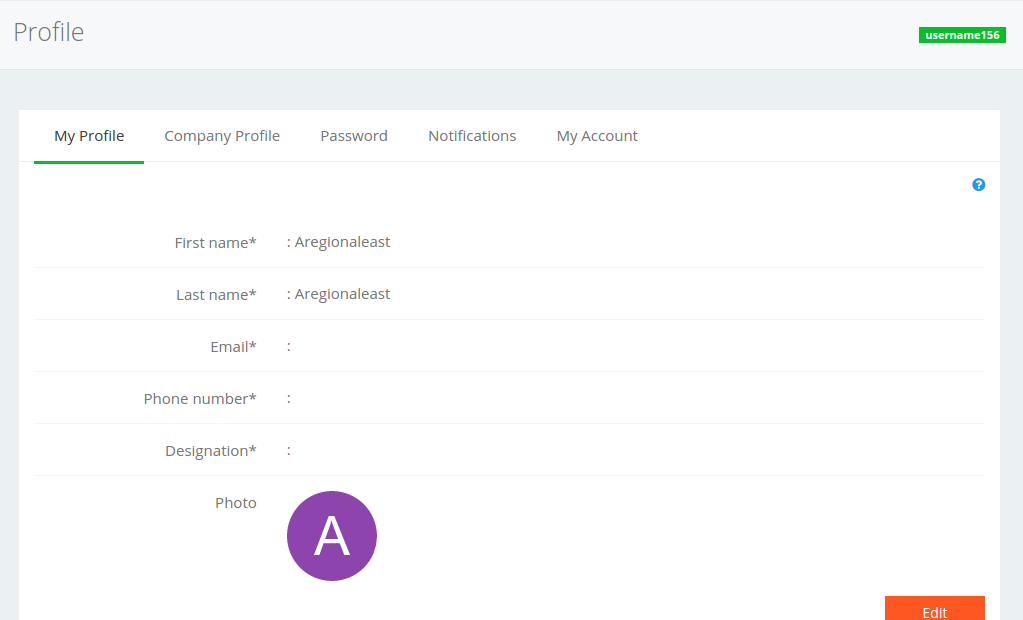 Profile
username156
My Profile Company Profile Password Notifications My Account
?
First name* : Aregionaleast
Last name* : Aregionaleast
Email* :
Phone number* :
Designation* :
Photo
A
Edit